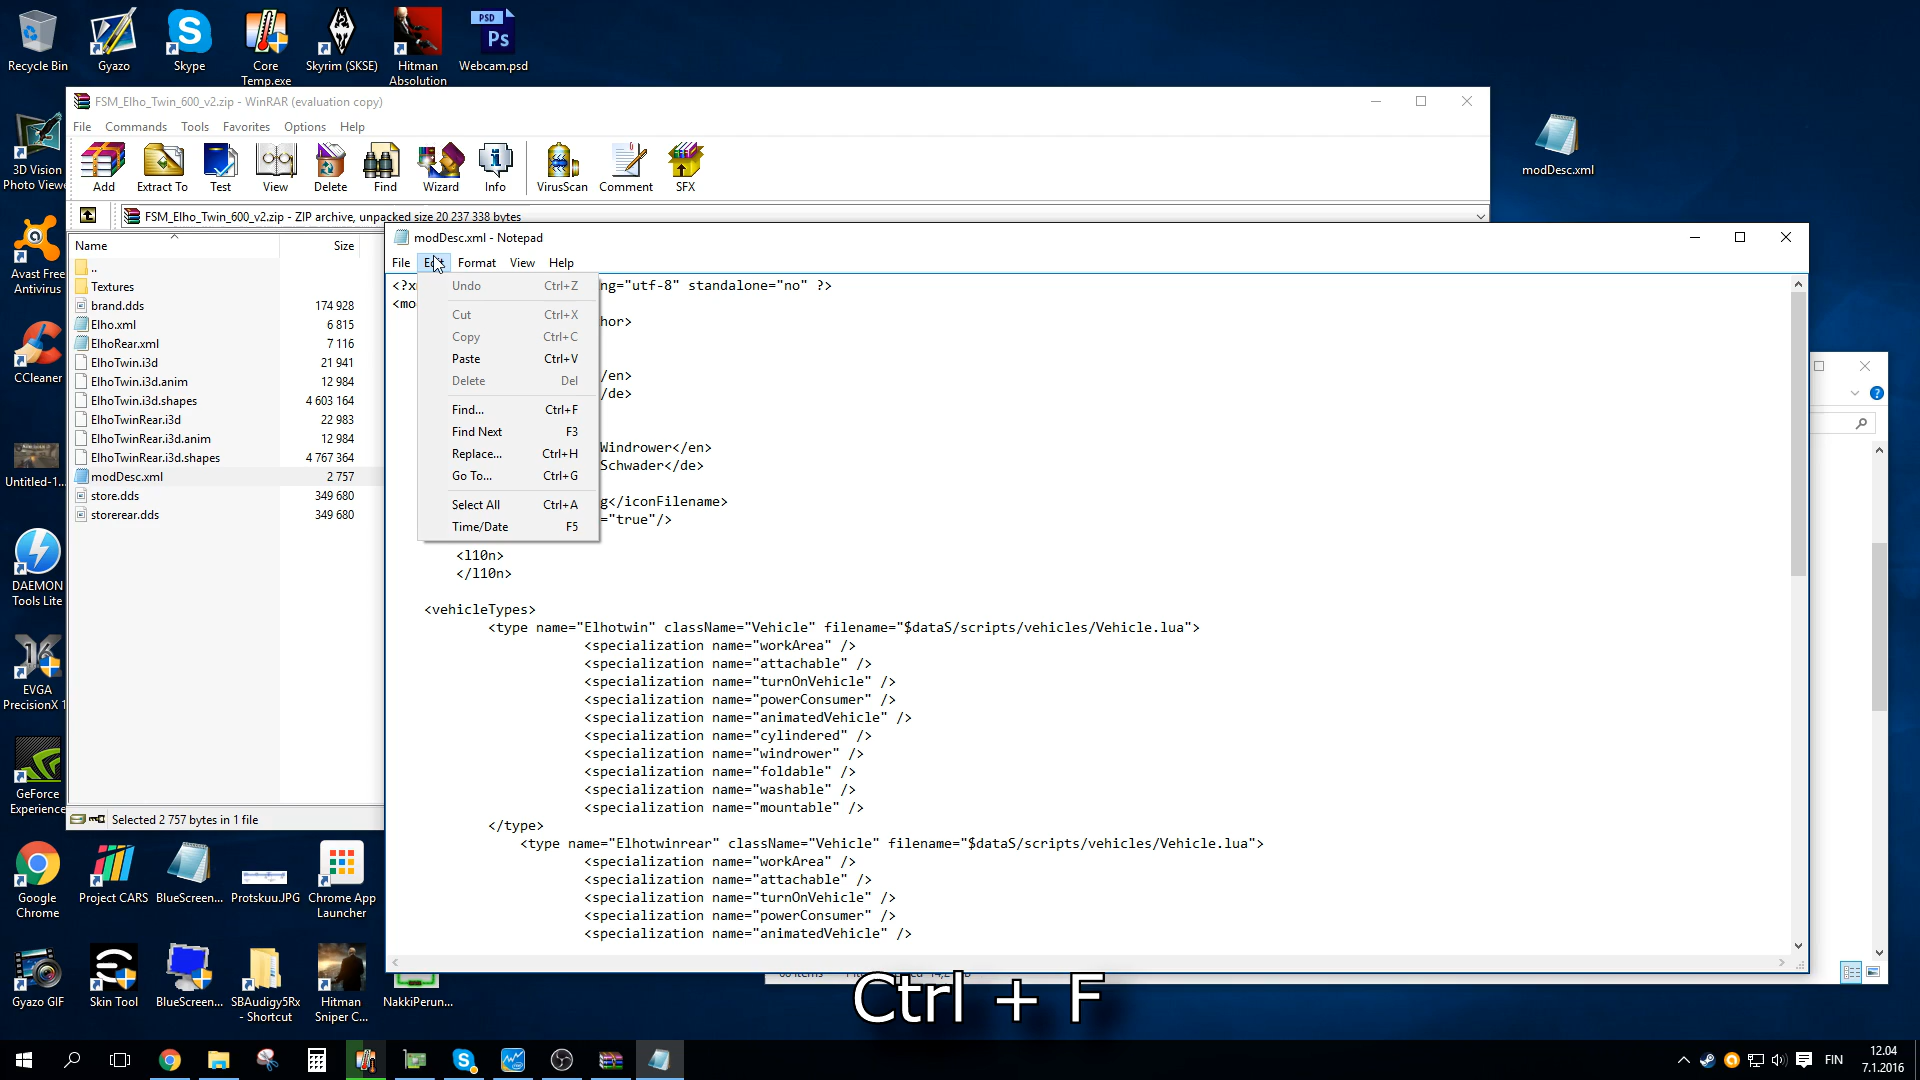 Recycle Bin
Gyazo
Skype
Core
Temp.exe
Skyrim (SKSE)
Hitman
Absolution
PSD
Ps
Webcam.psd
3D Vision
Photo Viewe
Avast Free
Antivirus
CCleaner
Untitled-1...
DAEMON
Tools Lite
EVGA
PrecisionX 1
GeForce
Experience
Google
Chrome
Project CARS
BlueScreen...
Protskuu.JPG
Chrome App
Launcher
Gyazo GIF
Skin Tool
BlueScreen...
SBAudigy5Rx
- Shortcut
Hitman
Sniper C...
NakkiPerun...
modDesc.xml
FSM_Elho_Twin_600_v2.zip - WinRAR (evaluation copy)
File Commands Tools Favorites Options Help
Add Extract To Test View Delete Find Wizard Info VirusScan Comment SFX
FSM_Elho_Twin_600_v2.zip - ZIP archive, unpacked size 20 237 338 bytes
Name Size
..
Textures
brand.dds 174 928
Elho.xml 6 815
ElhoRear.xml 7 116
ElhoTwin.i3d 21 941
ElhoTwin.i3d.anim 12 984
ElhoTwin.i3d.shapes 4 603 164
ElhoTwinRear.i3d 22 983
ElhoTwinRear.i3d.anim 12 984
ElhoTwinRear.i3d.shapes 4 767 364
modDesc.xml 2 757
store.dds 349 680
storerear.dds 349 680
Selected 2 757 bytes in 1 file
modDesc.xml - Notepad
File Edit Format View Help
Undo Ctrl+Z
Cut Ctrl+X
Copy Ctrl+C
Paste Ctrl+V
Delete Del
Find... Ctrl+F
Find Next F3
Replace... Ctrl+H
Go To... Ctrl+G
Select All Ctrl+A
Time/Date F5
ng="utf-8" standalone="no" ?>
<mo
hor>
/en>
/de>
Windrower</en>
Schwader</de>
g</iconFilename>
="true"/>
<l10n>
</l10n>
<vehicleTypes>
<type name="Elhotwin" className="Vehicle" filename="$dataS/scripts/vehicles/Vehicle.lua">
<specialization name="workArea" />
<specialization name="attachable" />
<specialization name="turnOnVehicle" />
<specialization name="powerConsumer" />
<specialization name="animatedVehicle" />
<specialization name="cylindered" />
<specialization name="windrower" />
<specialization name="foldable" />
<specialization name="washable" />
<specialization name="mountable" />
</type>
<type name="Elhotwinrear" className="Vehicle" filename="$dataS/scripts/vehicles/Vehicle.lua">
<specialization name="workArea" />
<specialization name="attachable" />
<specialization name="turnOnVehicle" />
<specialization name="powerConsumer" />
<specialization name="animatedVehicle" />
Ctrl + F
FIN
12.04
7.1.2016